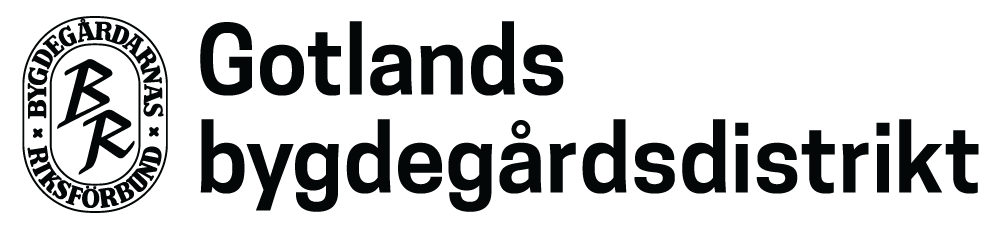 BYGDEGÅRDARNAS
BR
RIKSFÖRBUND
Gotlands
bygdegårdsdistrikt